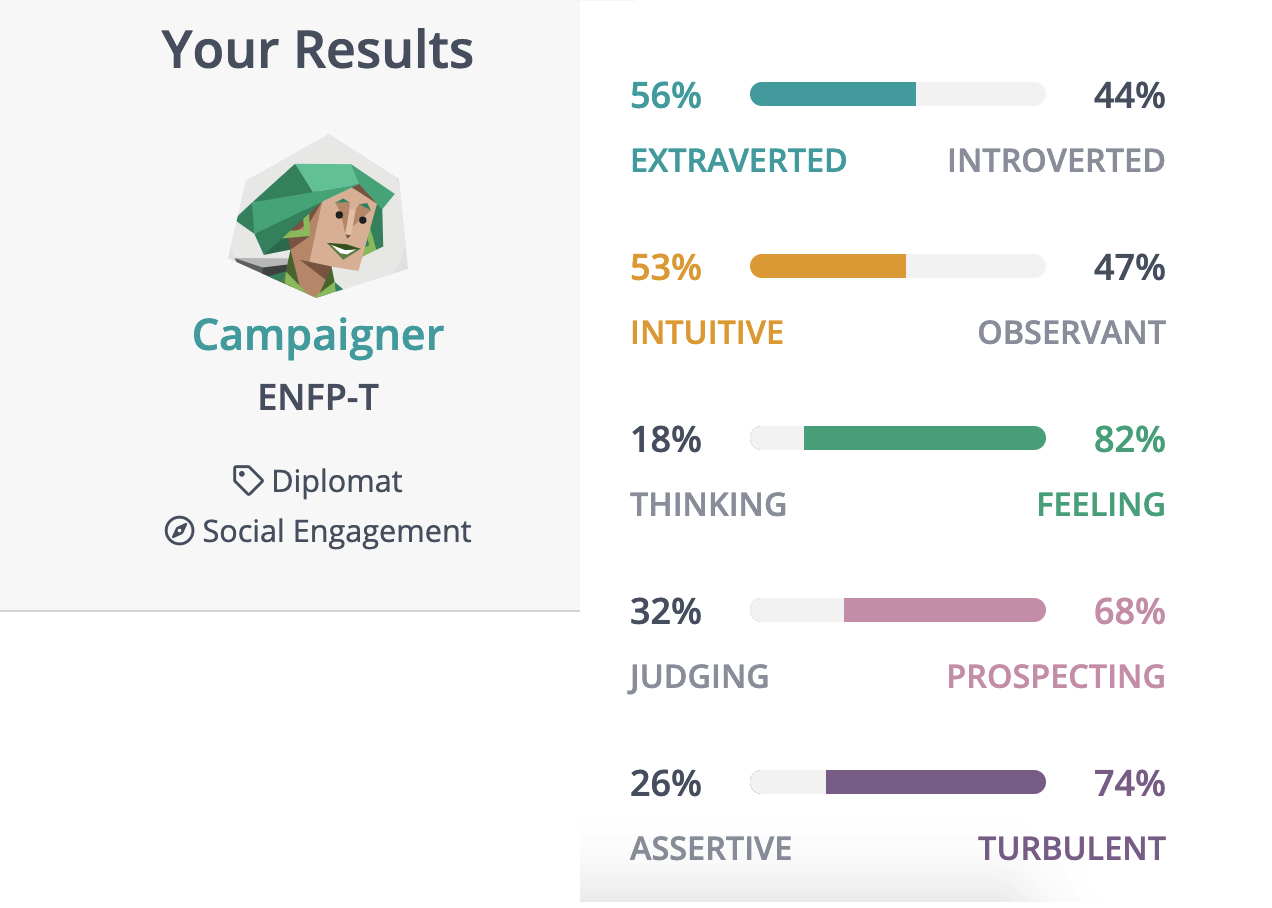 Your Results
Campaigner
ENFP-T
Diplomat
Social Engagement
56% 44%
EXTRAVERTED INTROVERTED
53% 47%
INTUITIVE OBSERVANT
18% 82%
THINKING FEELING
32% 68%
JUDGING PROSPECTING
26% 74%
ASSERTIVE TURBULENT